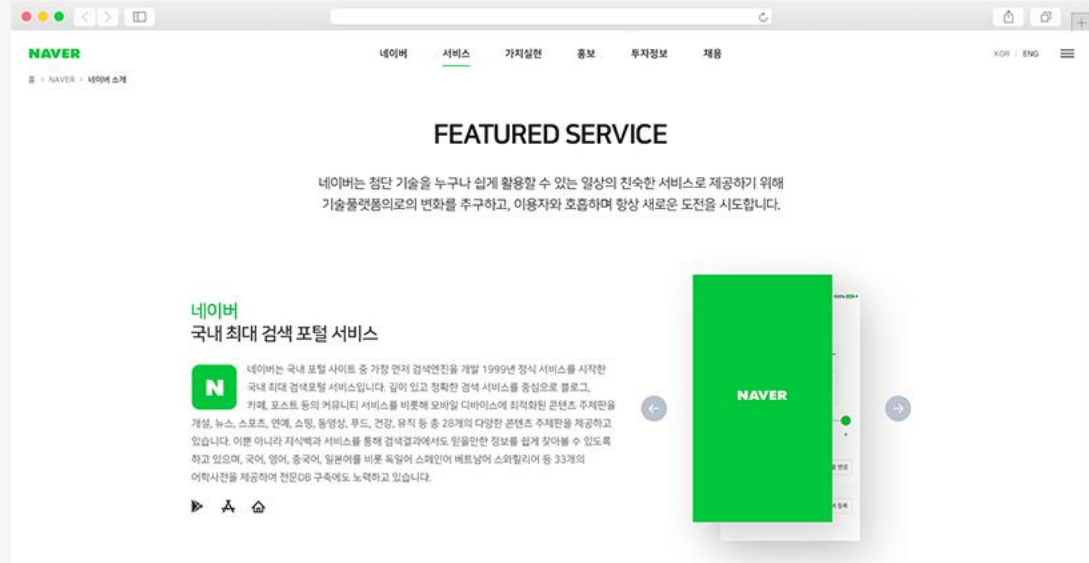 NAVER
네이버 서비스 가치실현 홍보 투자정보 채용
KOR ENG
홈 > NAVER > 네이버 소개
FEATURED SERVICE
네이버는 첨단 기술을 누구나 쉽게 활용할 수 있는 일상의 친숙한 서비스로 제공하기 위해
기술플랫폼의로의 변화를 추구하고, 이용자와 호흡하며 항상 새로운 도전을 시도합니다.
네이버
국내 최대 검색 포털 서비스
N
네이버는 국내 포털 사이트 중 가장 먼저 검색엔진을 개발 1999년 정식 서비스를 시작한
국내 최대 검색포털 서비스입니다. 깊이 있고 정확한 검색 서비스를 중심으로 블로그,
카페, 포스트 등의 커뮤니티 서비스를 비롯해 모바일 디바이스에 최적화된 콘텐츠 주제판을
개설, 뉴스, 스포츠, 연예, 쇼핑, 동영상, 푸드, 건강, 뮤직 등 총 28개의 다양한 콘텐츠 주제판을 제공하고
있습니다. 이뿐 아니라 지식백과 서비스를 통해 검색결과에서도 믿을만한 정보를 쉽게 찾아볼 수 있도록
하고 있으며, 국어, 영어, 중국어, 일본어를 비롯 독일어 스페인어 베트남어 스와힐리어 등 33개의
어학사전을 제공하여 전문DB 구축에도 노력하고 있습니다.
NAVER
100%